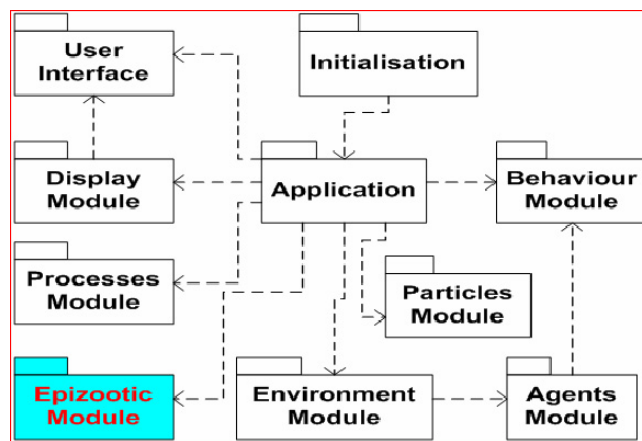 User
Interface
Initialisation
Display
Module
Application
Behaviour
Module
Processes
Module
Particles
Module
Epizootic
Module
Environment
Module
Agents
Module